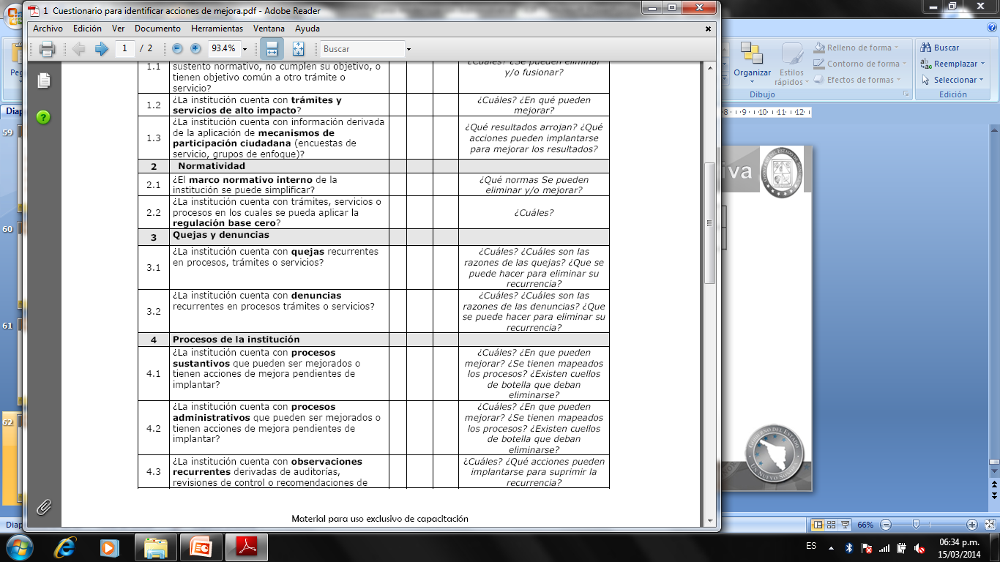 1 Cuestionario para identificar acciones de mejora.pdf - Adobe Reader
Archivo Edición Ver Documento Herramientas Ventana Ayuda
1 / 2 93.4% Buscar
1.1
sustento normativo, no cumplen su objetivo, o
tienen objetivo común a otro trámite o
servicio?
¿Cuáles? ¿Se pueden eliminar
y/o fusionar?
1.2
¿La institución cuenta con trámites y
servicios de alto impacto?
¿Cuáles? ¿En qué pueden
mejorar?
1.3
¿La institución cuenta con información derivada
de la aplicación de mecanismos de
participación ciudadana (encuestas de
servicio, grupos de enfoque)?
¿Qué resultados arrojan? ¿Qué
acciones pueden implantarse
para mejorar los resultados?
2 Normatividad
2.1
¿El marco normativo interno de la
institución se puede simplificar?
¿Qué normas Se pueden
eliminar y/o mejorar?
2.2
¿La institución cuenta con trámites, servicios o
procesos en los cuales se pueda aplicar la
regulación base cero?
¿Cuáles?
3 Quejas y denuncias
3.1
¿La institución cuenta con quejas recurrentes
en procesos, trámites o servicios?
¿Cuáles? ¿Cuáles son las
razones de las quejas? ¿Que se
puede hacer para eliminar su
recurrencia?
3.2
¿La institución cuenta con denuncias
recurrentes en procesos trámites o servicios?
¿Cuáles? ¿Cuáles son las
razones de las denuncias? ¿Que
se puede hacer para eliminar su
recurrencia?
4 Procesos de la institución
4.1
¿La institución cuenta con procesos
sustantivos que pueden ser mejorados o
tienen acciones de mejora pendientes de
implantar?
¿Cuáles? ¿En que pueden
mejorar? ¿Se tienen mapeados
los procesos? ¿Existen cuellos
de botella que deban
eliminarse?
4.2
¿La institución cuenta con procesos
administrativos que pueden ser mejorados o
tienen acciones de mejora pendientes de
implantar?
¿Cuáles? ¿En que pueden
mejorar? ¿Se tienen mapeados
los procesos? ¿Existen cuellos
de botella que deban
eliminarse?
4.3
¿La institución cuenta con observaciones
recurrentes derivadas de auditorías,
revisiones de control o recomendaciones de
¿Cuáles? ¿Qué acciones pueden
implantarse para suprimir la
recurrencia?
Material para uso exclusivo de capacitación
Peg
Diap
59
60
61
62
Diap
Organizar
Estilos
rápidos
Relleno de forma
Contorno de forma
Efectos de formas
Dibujo
Buscar
Reemplazar
Seleccionar
Edición
8 9 10 11 12
iva
GOBIERNO DEL ESTADO
UN NUEVO SONORA
66%
ES
06:34 p.m.
15/03/2014